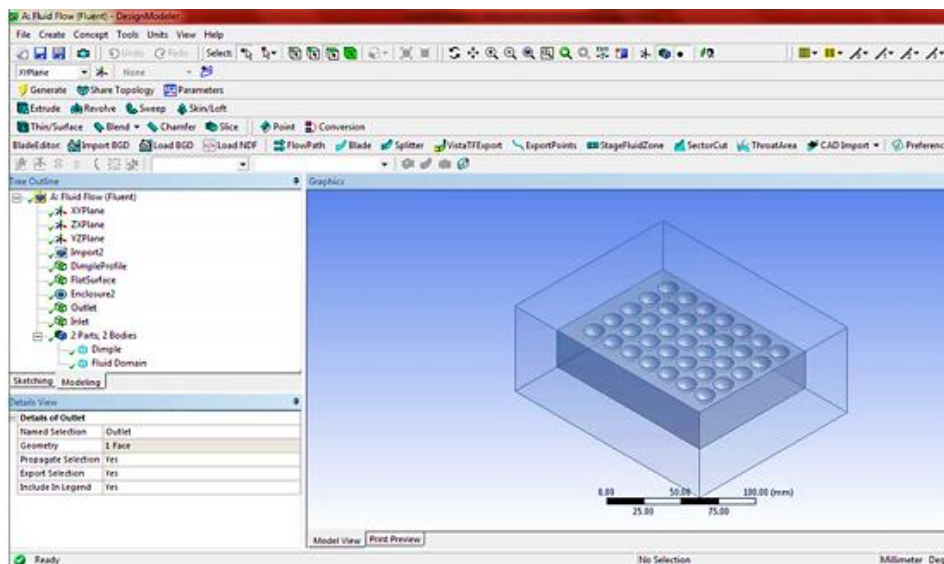 A: Fluid Flow (Fluent) - DesignModeler
File Create Concept Tools Units View Help
Undo Redo Select:
XYPlane None
Generate Share Topology Parameters
Extrude Revolve Sweep Skin/Loft
Thin/Surface Blend Chamfer Slice Point Conversion
BladeEditor: Import BGD Load BGD Load NDF FlowPath Blade Splitter VistaTFExport ExportPoints StageFluidZone SectorCut ThroatArea CAD Import Preferenc
Tree Outline
A: Fluid Flow (Fluent)
XYPlane
ZXPlane
YZPlane
Import2
DimpleProfile
FlatSurface
Enclosure2
Outlet
Inlet
2 Parts, 2 Bodies
Dimple
Fluid Domain
Sketching Modeling
Details View
Details of Outlet
Named Selection Outlet
Geometry 1 Face
Propagate Selection Yes
Export Selection Yes
Include In Legend Yes
Graphics
0.00 50.00 100.00 (mm)
25.00 75.00
Model View Print Preview
Ready No Selection Millimeter Deg